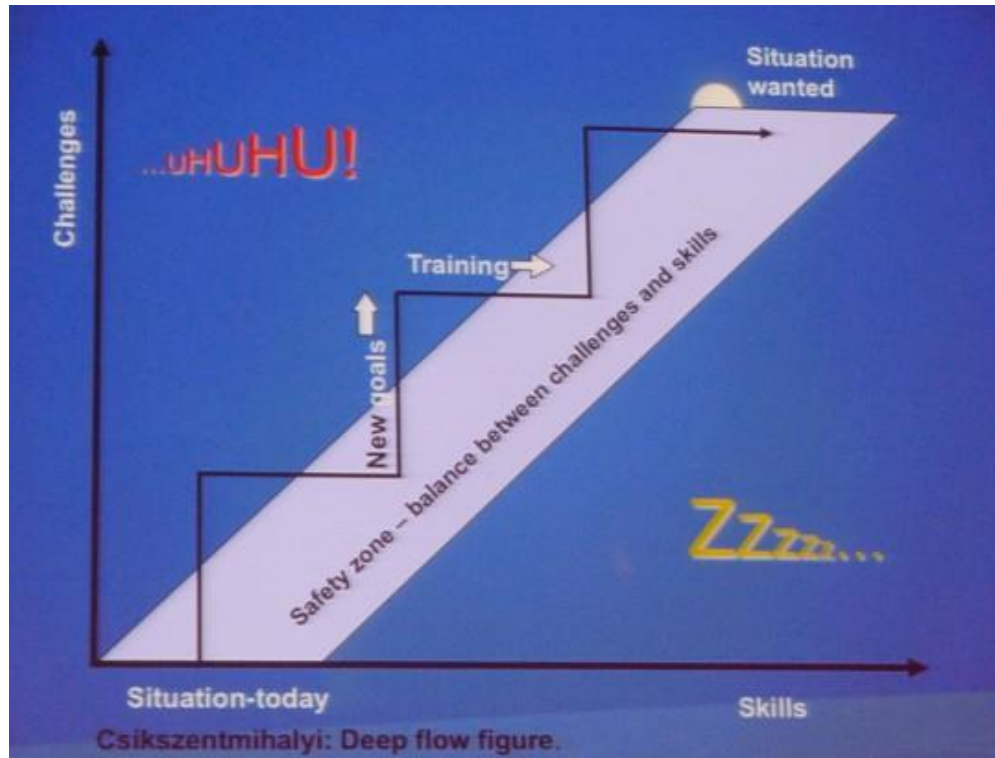 Situation
wanted
Challenges
...UHUHU!
Training
New goals
Safety zone – balance between challenges and skills
Zzzzzz...
Situation-today
Skills
Csikszentmihalyi: Deep flow figure.